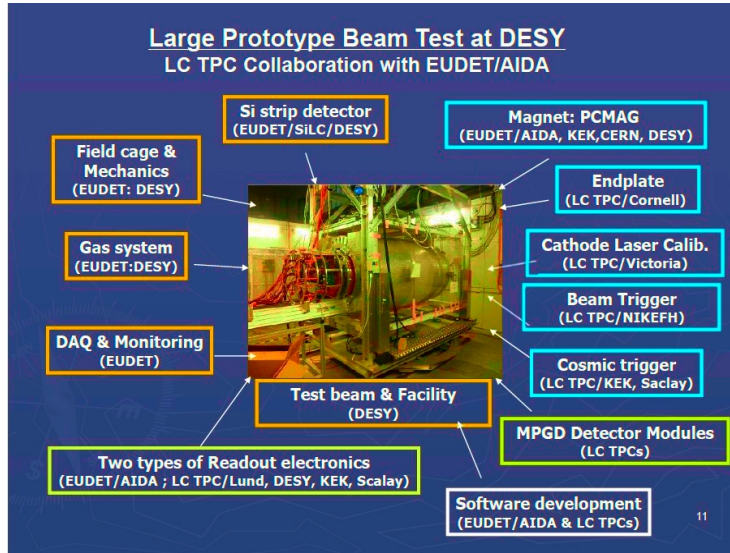 Large Prototype Beam Test at DESY
LC TPC Collaboration with EUDET/AIDA
Si strip detector
(EUDET/SiLC/DESY)
Magnet: PCMAG
(EUDET/AIDA, KEK,CERN, DESY)
Field cage &
Mechanics
(EUDET: DESY)
Endplate
(LC TPC/Cornell)
Gas system
(EUDET:DESY)
Cathode Laser Calib.
(LC TPC/Victoria)
Beam Trigger
(LC TPC/NIKEFH)
DAQ & Monitoring
(EUDET)
Cosmic trigger
(LC TPC/KEK, Saclay)
Test beam & Facility
(DESY)
MPGD Detector Modules
(LC TPCs)
Two types of Readout electronics
(EUDET/AIDA ; LC TPC/Lund, DESY, KEK, Scalay)
Software development
(EUDET/AIDA & LC TPCs)
11